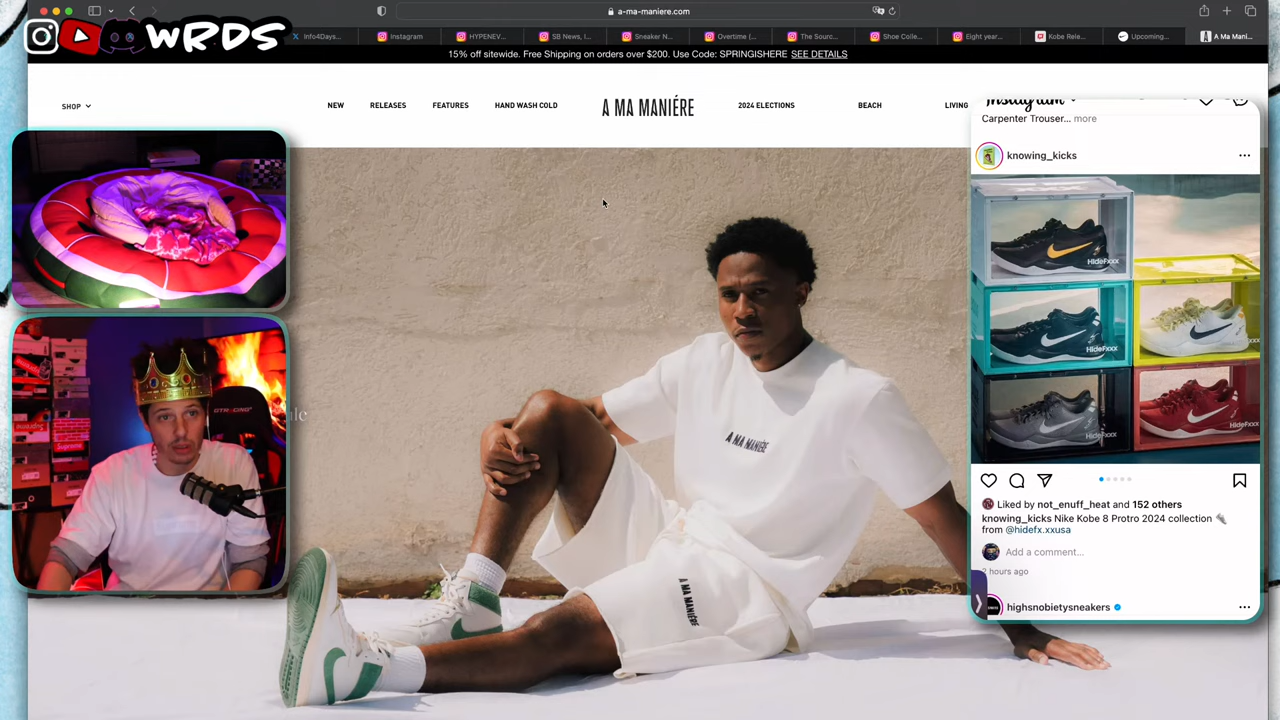 WRDS
a-ma-maniere.com
Info4Days...
Instagram
HYPENEV...
SB News, I...
Sneaker N...
Overtime (...
The Sourc...
Shoe Colle...
Eight year...
Kobe Rele...
Upcoming...
A Ma Mani...
15% off sitewide. Free Shipping on orders over $200. Use Code: SPRINGISHERE SEE DETAILS
SHOP
NEW
RELEASES
FEATURES
HAND WASH COLD
A MA MANIÉRE
2024 ELECTIONS
BEACH
LIVING
Instagram
Carpenter Trouser... more
knowing_kicks
HideFxxx
HideFxxx
HideFxxx
HideFxxx
HideFxxx
Liked by not_enuff_heat and 152 others
knowing_kicks Nike Kobe 8 Protro 2024 collection
from @hidefx.xxusa
Add a comment...
hours ago
highsnobietysneakers
A MA MANIÉRE
A MA MANIÉRE
GTRACING
Supreme